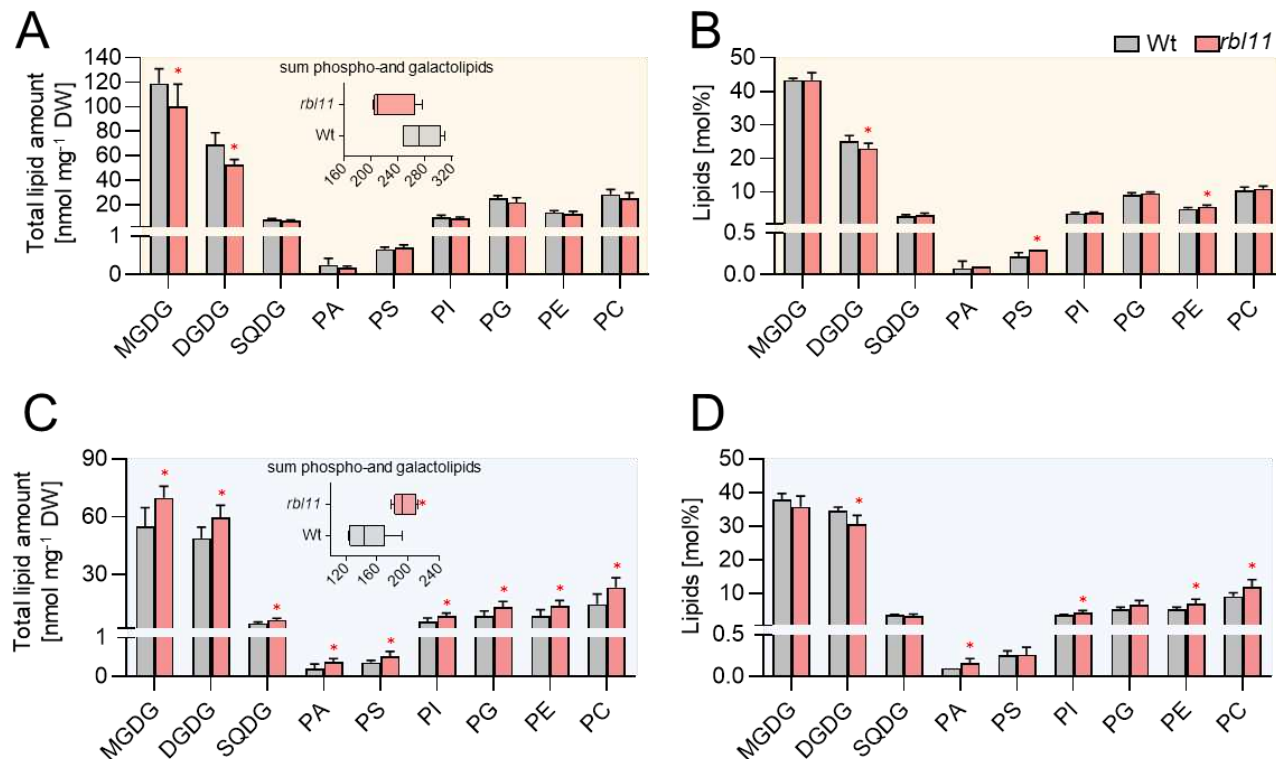 A
Total lipid amount
[nmol mg⁻¹ DW]
140
120
100
80
60
40
20
1
0
*
*
sum phospho-and galactolipids
rbl11
Wt
160
200
240
280
320
MGDG
DGDG
SQDG
PA
PS
PI
PG
PE
PC
B
Wt
rbl11
Lipids [mol%]
50
40
30
20
10
0.5
0.0
*
*
*
MGDG
DGDG
SQDG
PA
PS
PI
PG
PE
PC
C
Total lipid amount
[nmol mg⁻¹ DW]
90
60
30
1
0
*
*
*
*
*
*
*
*
*
sum phospho-and galactolipids
rbl11
*
Wt
120
160
200
240
MGDG
DGDG
SQDG
PA
PS
PI
PG
PE
PC
D
Lipids [mol%]
50
40
30
20
10
0.5
0.0
*
*
*
*
*
MGDG
DGDG
SQDG
PA
PS
PI
PG
PE
PC